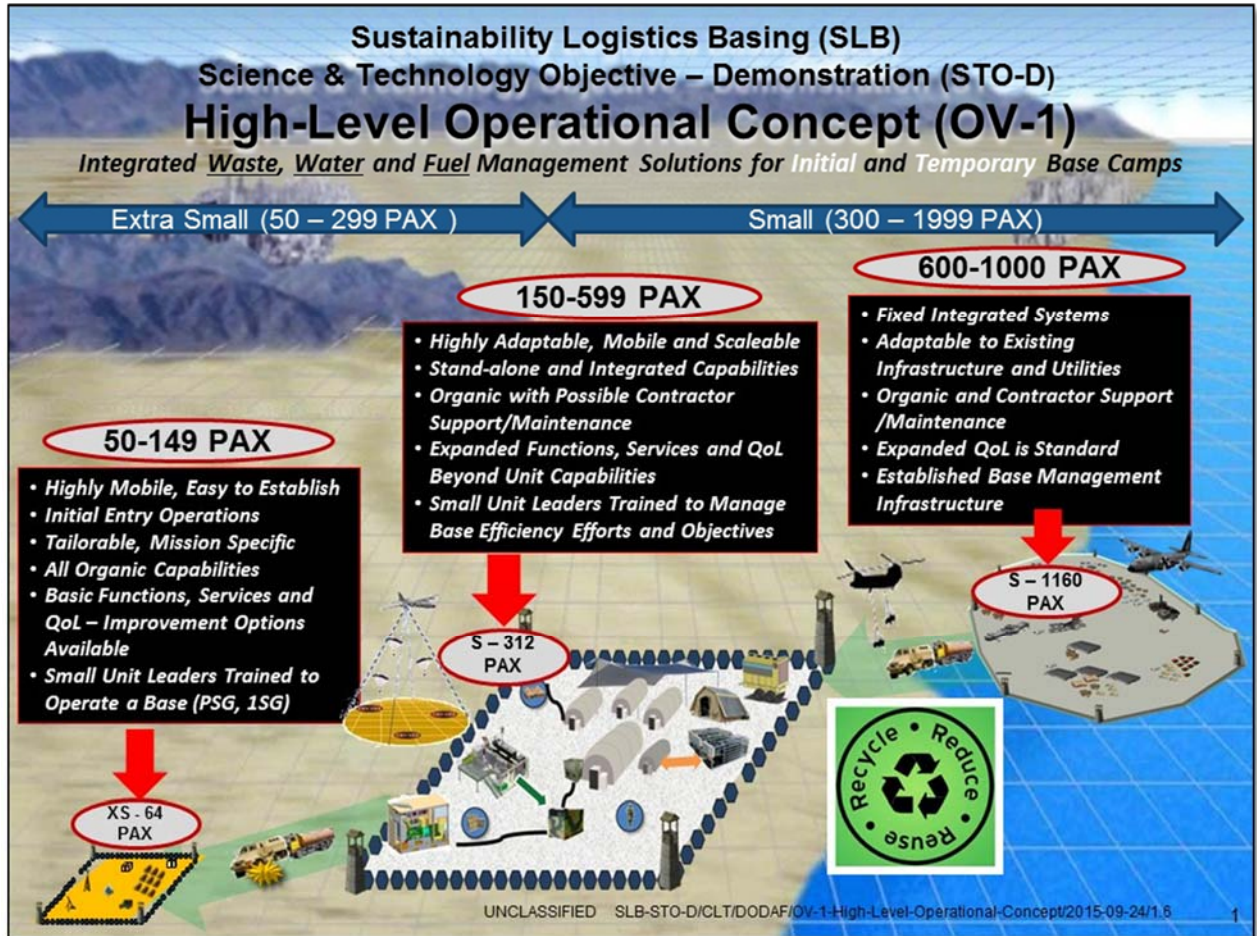 Sustainability Logistics Basing (SLB)
Science & Technology Objective – Demonstration (STO-D)
High-Level Operational Concept (OV-1)
Integrated Waste, Water and Fuel Management Solutions for Initial and Temporary Base Camps
Extra Small (50 – 299 PAX )
Small (300 – 1999 PAX)
50-149 PAX
• Highly Mobile, Easy to Establish
• Initial Entry Operations
• Tailorable, Mission Specific
• All Organic Capabilities
• Basic Functions, Services and
QoL – Improvement Options
Available
• Small Unit Leaders Trained to
Operate a Base (PSG, 1SG)
XS - 64
PAX
150-599 PAX
• Highly Adaptable, Mobile and Scaleable
• Stand-alone and Integrated Capabilities
• Organic with Possible Contractor
Support/Maintenance
• Expanded Functions, Services and QoL
Beyond Unit Capabilities
• Small Unit Leaders Trained to Manage
Base Efficiency Efforts and Objectives
S – 312
PAX
600-1000 PAX
• Fixed Integrated Systems
• Adaptable to Existing
Infrastructure and Utilities
• Organic and Contractor Support
/Maintenance
• Expanded QoL is Standard
• Established Base Management
Infrastructure
S – 1160
PAX
Recycle • Reduce • Reuse •
UNCLASSIFIED SLB-STO-D/CLT/DODAF/OV-1-High-Level-Operational-Concept/2015-09-24/1.6
1